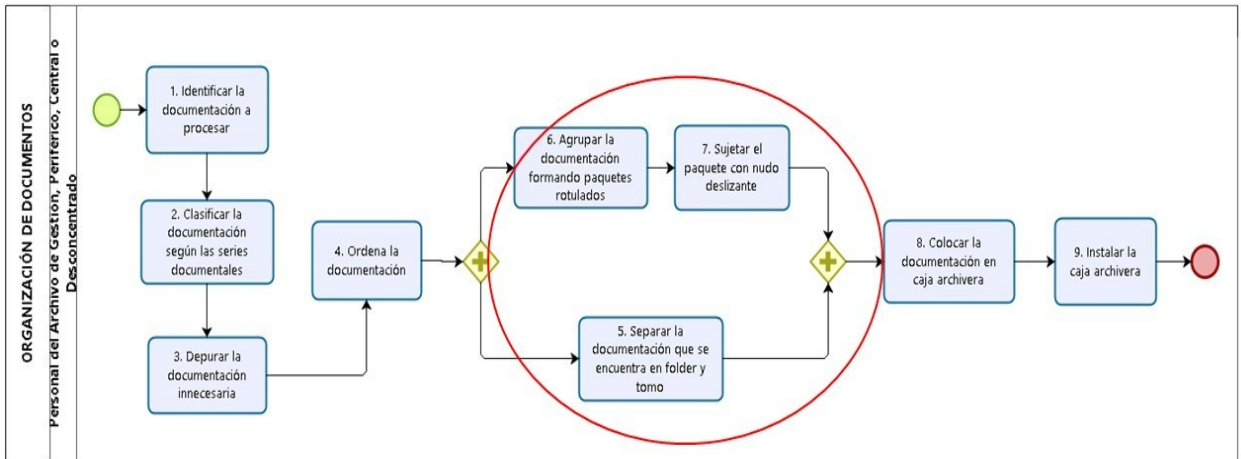 ORGANIZACIÓN DE DOCUMENTOS
Personal del Archivo de Gestión, Periférico, Central o
Desconcentrado
1. Identificar la
documentación a
procesar
2. Clasificar la
documentación
según las series
documentales
3. Depurar la
documentación
innecesaria
4. Ordena la
documentación
6. Agrupar la
documentación
formando paquetes
rotulados
7. Sujetar el
paquete con nudo
deslizante
5. Separar la
documentación que se
encuentra en folder y
tomo
8. Colocar la
documentación en
caja archivera
9. Instalar la
caja archivera